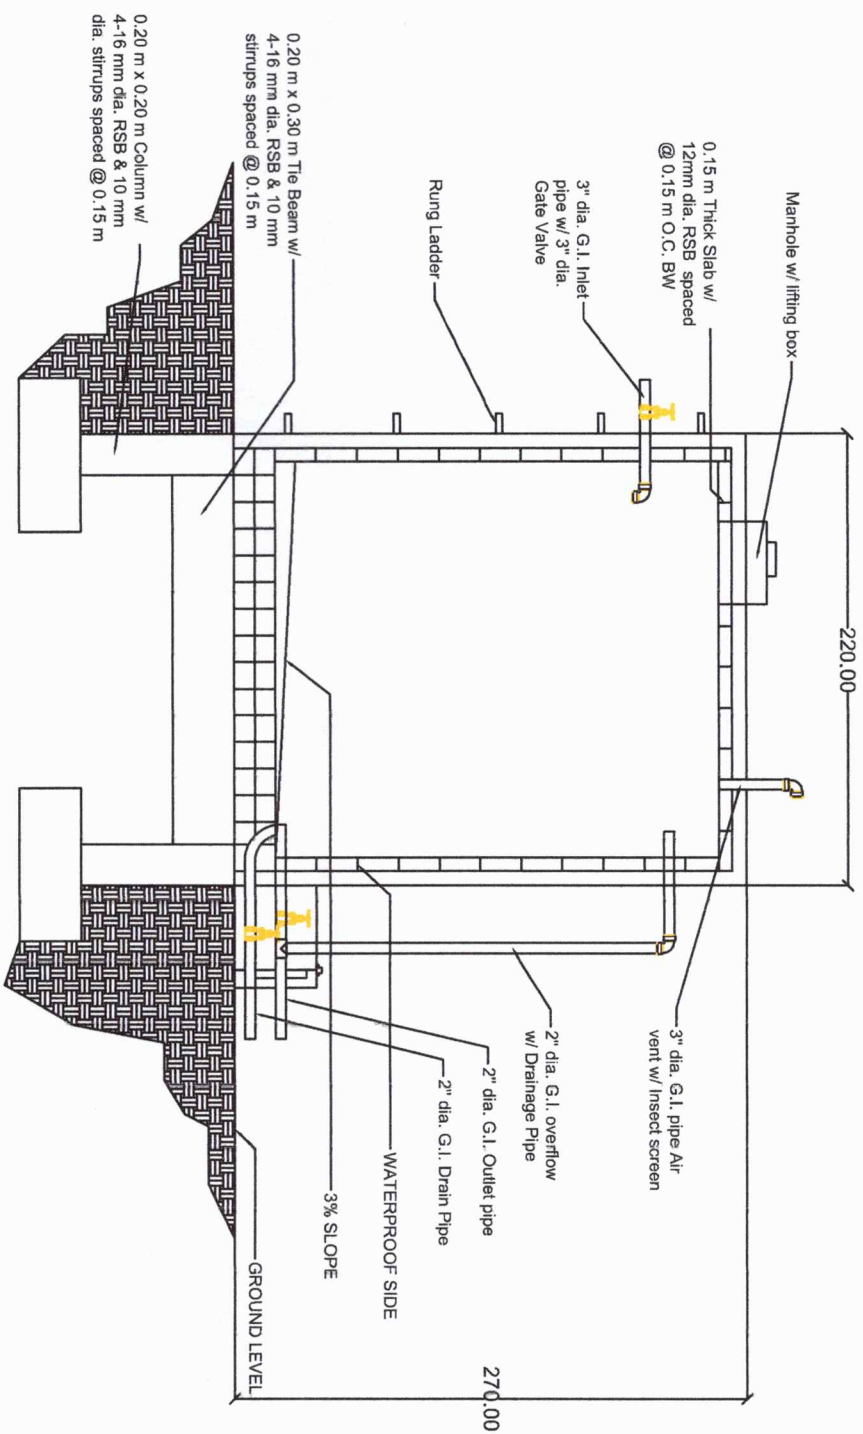 220.00
270.00
Manhole w/ lifting box
0.15 m Thick Slab w/
12mm dia. RSB spaced
@ 0.15 m O.C. BW
3" dia. G.I. Inlet
pipe w/ 3" dia.
Gate Valve
Rung Ladder
0.20 m x 0.30 m Tie Beam w/
4-16 mm dia. RSB & 10 mm
stirrups spaced @ 0.15 m
0.20 m x 0.20 m Column w/
4-16 mm dia. RSB & 10 mm
dia. stirrups spaced @ 0.15 m
3" dia. G.I. pipe Air
vent w/ Insect screen
2" dia. G.I. overflow
w/ Drainage Pipe
2" dia. G.I. Outlet pipe
2" dia. G.I. Drain Pipe
WATERPROOF SIDE
3% SLOPE
GROUND LEVEL